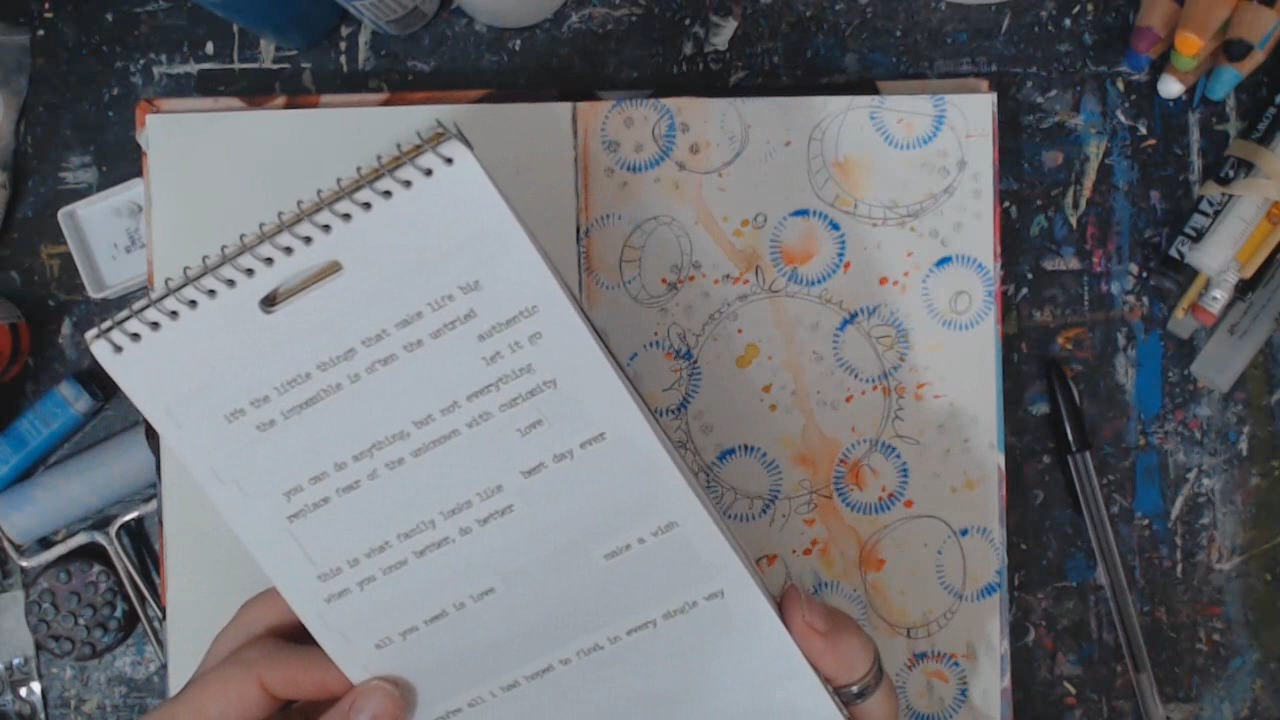 it's the little things that make life big
the impossible is often the untried
authentic
let it go
you can do anything, but not everything
replace fear of the unknown with curiosity
love
this is what family looks like
best day ever
when you know better, do better
make a wish
all you need is love
you're all i had hoped to find, in every single way